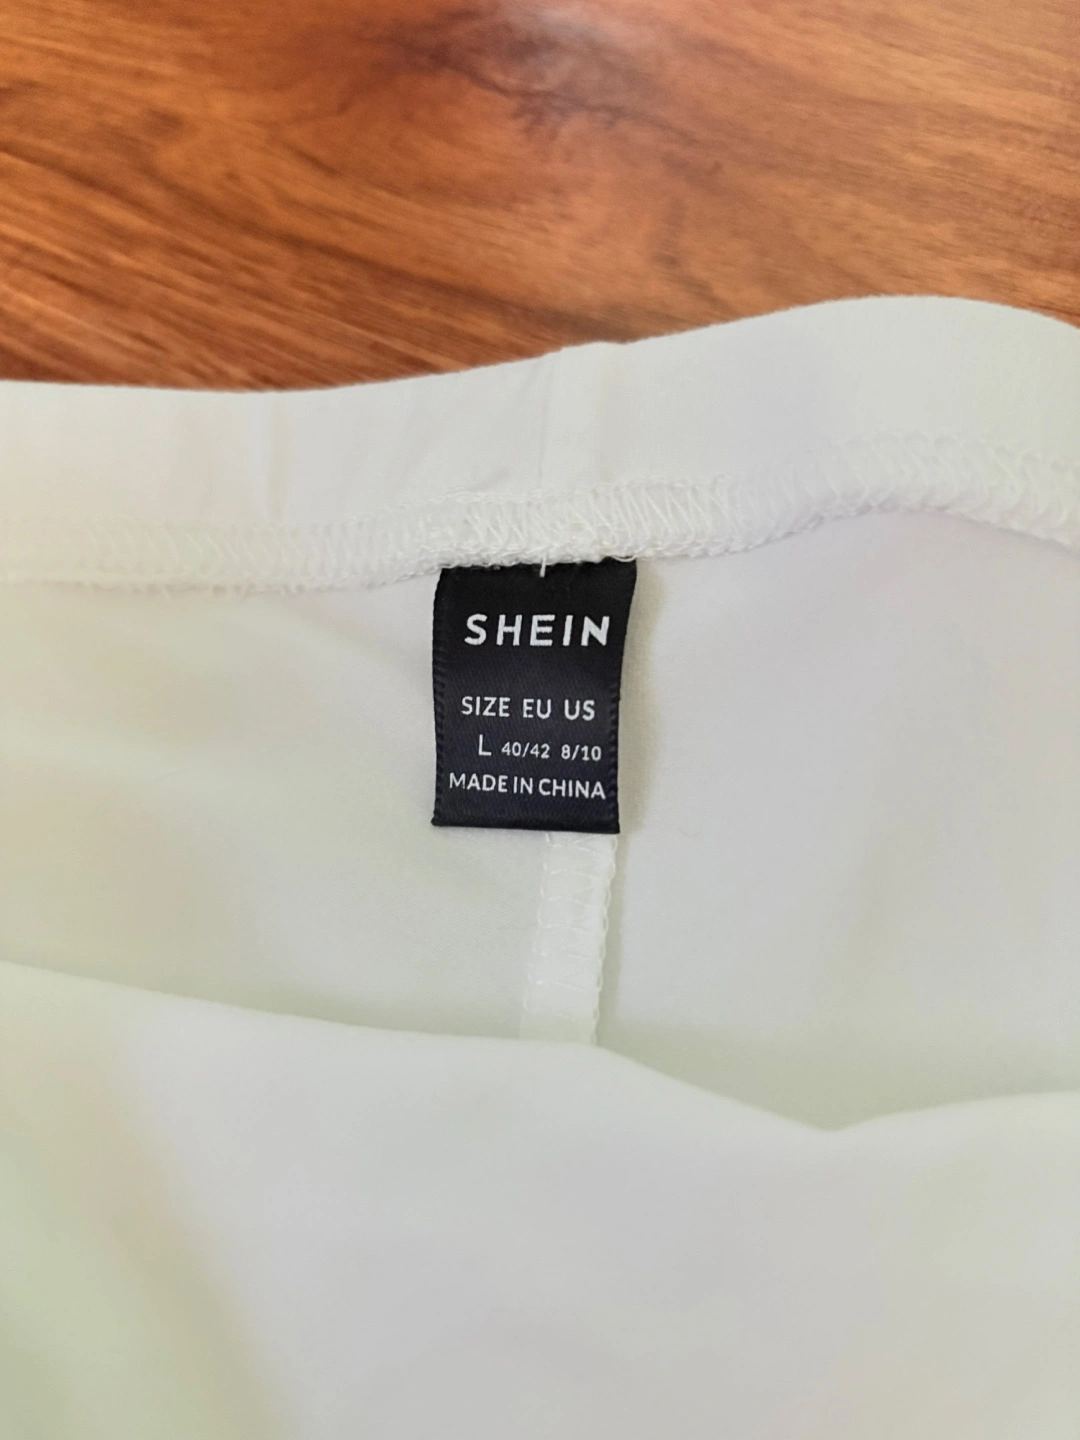 SHEIN
SIZE EU US
L 40/42 8/10
MADE IN CHINA